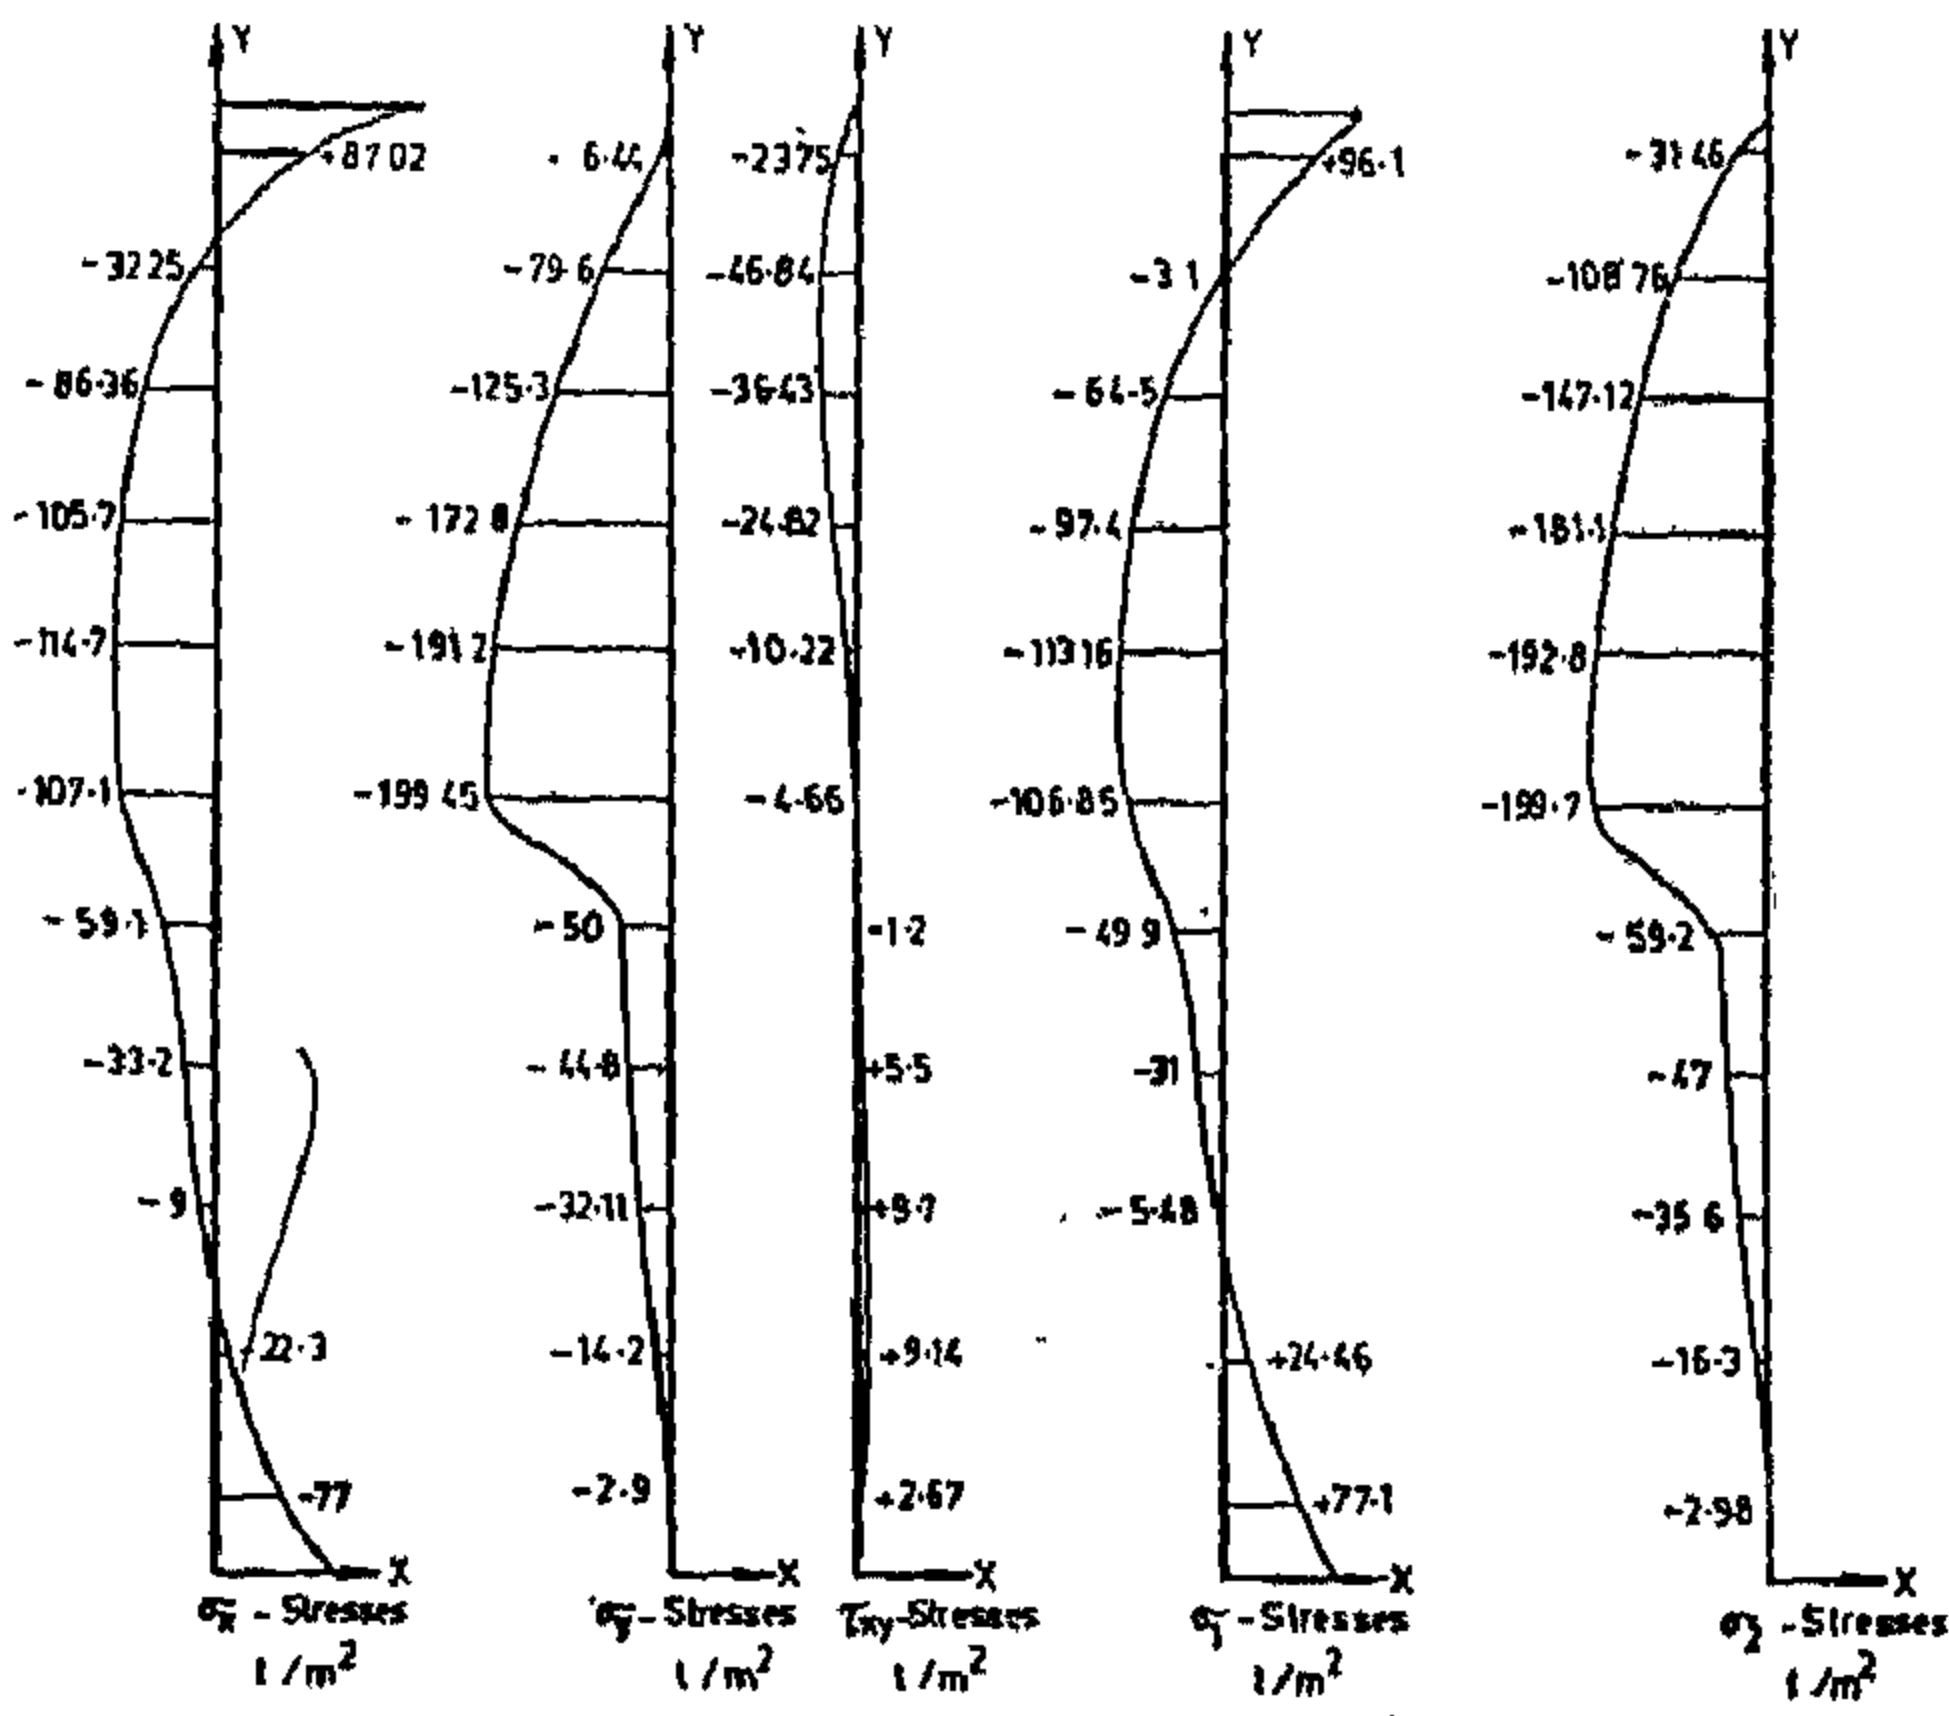 Y Y Y Y Y
+87 02 - 6.44 -23 75 +96.1 -31 46
-32 25 -79.6 -46.84 -3 1 -108 76
-86.36 -125.3 -36.43 -64.5 -147.12
-105.7 -172 8 -24.82 -97.4 -181.1
-114.7 -191 2 -10.22 -113 16 -192.8
-107.1 -199 45 -4.66 -106.85 -199.7
-59.1 -50 -1.2 -49 9 -59.2
-33.2 -44.8 +5.5 -31 -47
-9 -32.11 +9.7 -5.48 -35 6
+22.3 -14.2 +9.14 +24.46 -16.3
-77 -2.9 +2.67 +77.1 +2.98
X X X X X
σx - Stresses σy - Stresses τxy-Stresses σ1 - Stresses σ2 - Stresses
t/m² t/m² t/m² t/m² t/m²